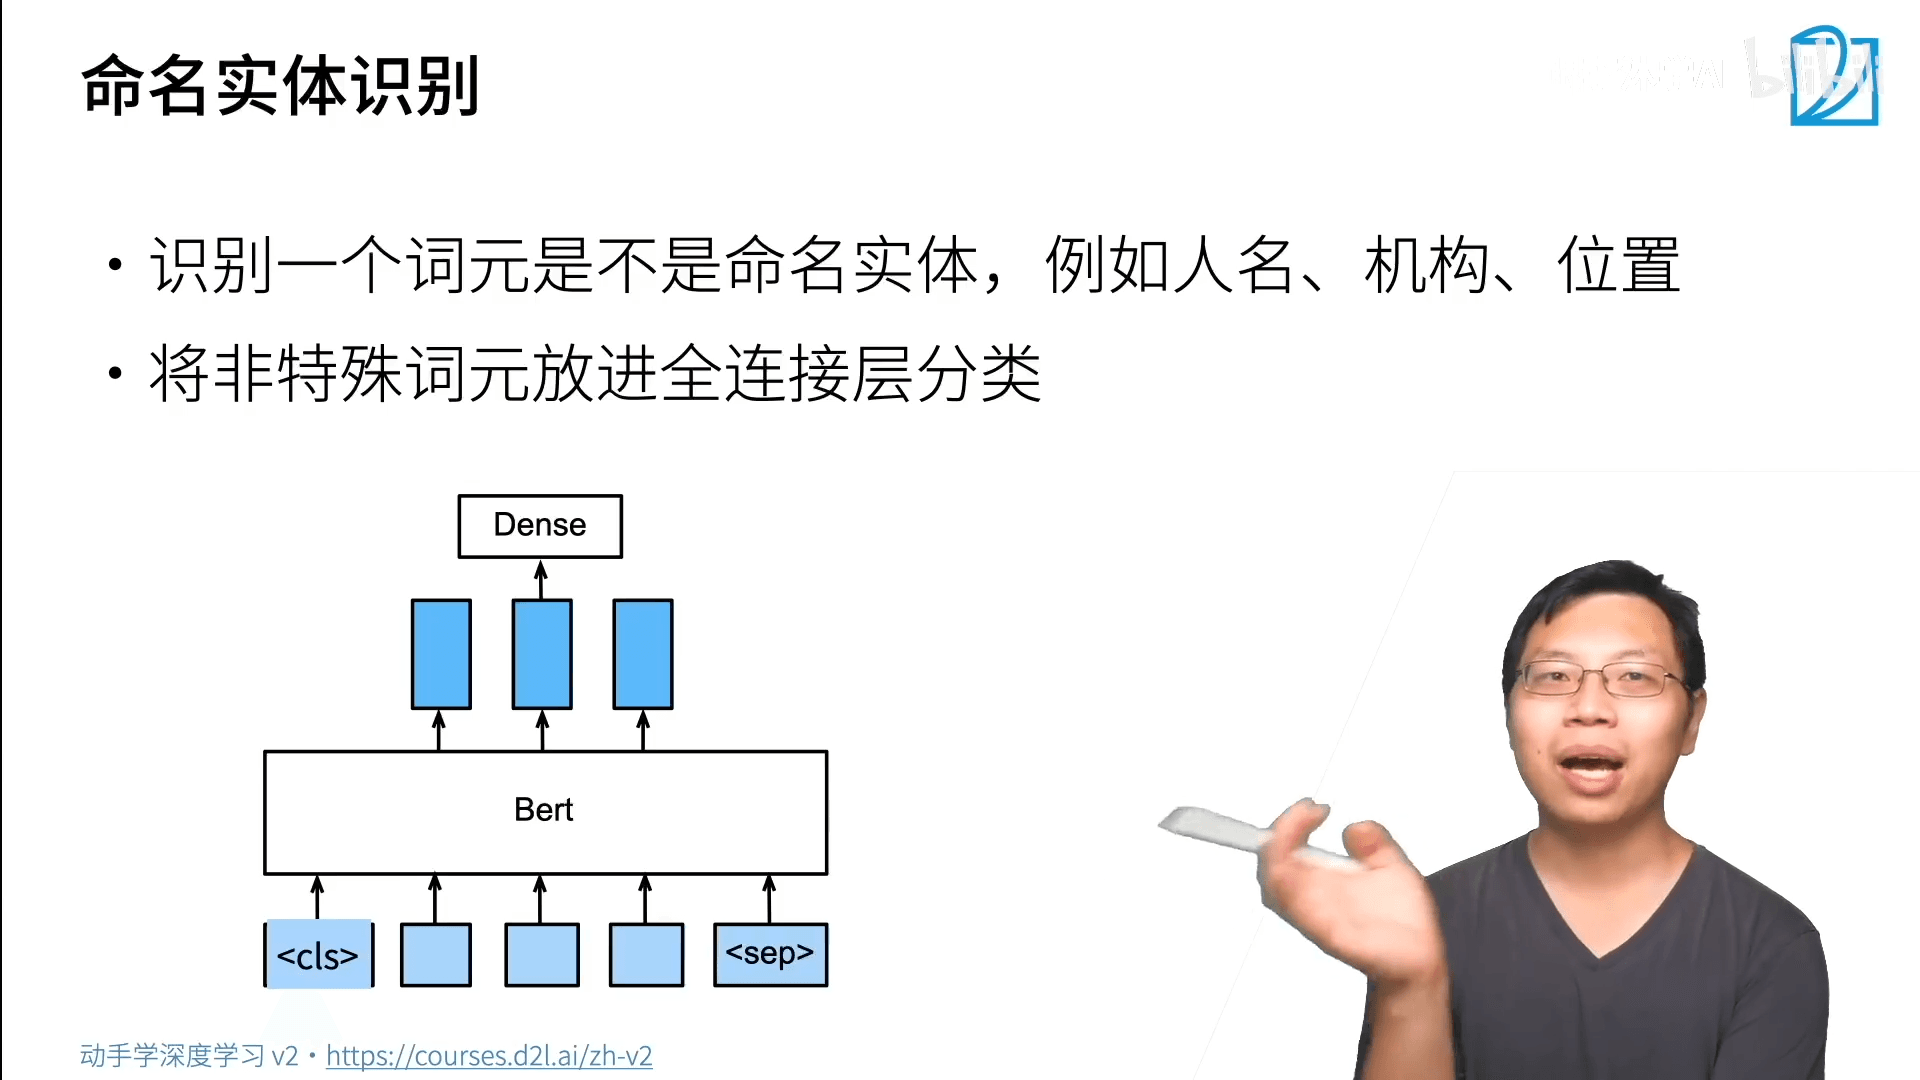 命名实体识别
bilibili
• 识别一个词元是不是命名实体，例如人名、机构、位置
• 将非特殊词元放进全连接层分类
Dense
Bert
<cls>
<sep>
动手学深度学习 v2 • https://courses.d2l.ai/zh-v2